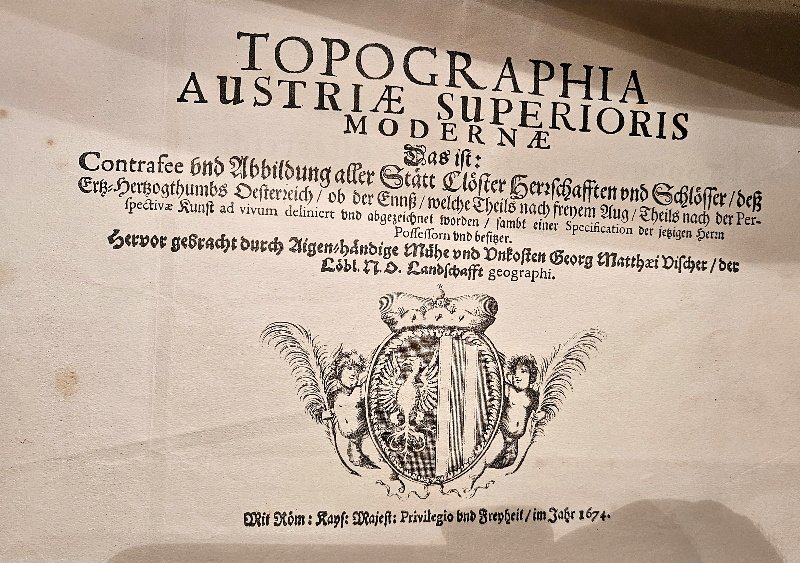 TOPOGRAPHIA
AUSTRIÆ SUPERIORIS
MODERNÆ
Das ist:
Contrafee vnd Abbildung aller Stätt Clöster Herrschafften vnd Schlösser / deß
Ertz-Hertzogthumbs Oesterreich / ob der Ennß / welche Theils nach freyem Aug / Theils nach der Per-
spectivæ Kunst ad vivum deliniert vnd abgezeichnet worden / sambt einer Specification der jetzigen Herrn
Possessorn vnd besitzer.
Hervor gebracht durch Aigen-händige Mühe vnd Vnkosten Georg Matthæi Vischer / der
Löbl. N. O. Landschafft geographi.
Mit Röm: Kays: Majest: Privilegio vnd Freyheit / im Jahr 1674.